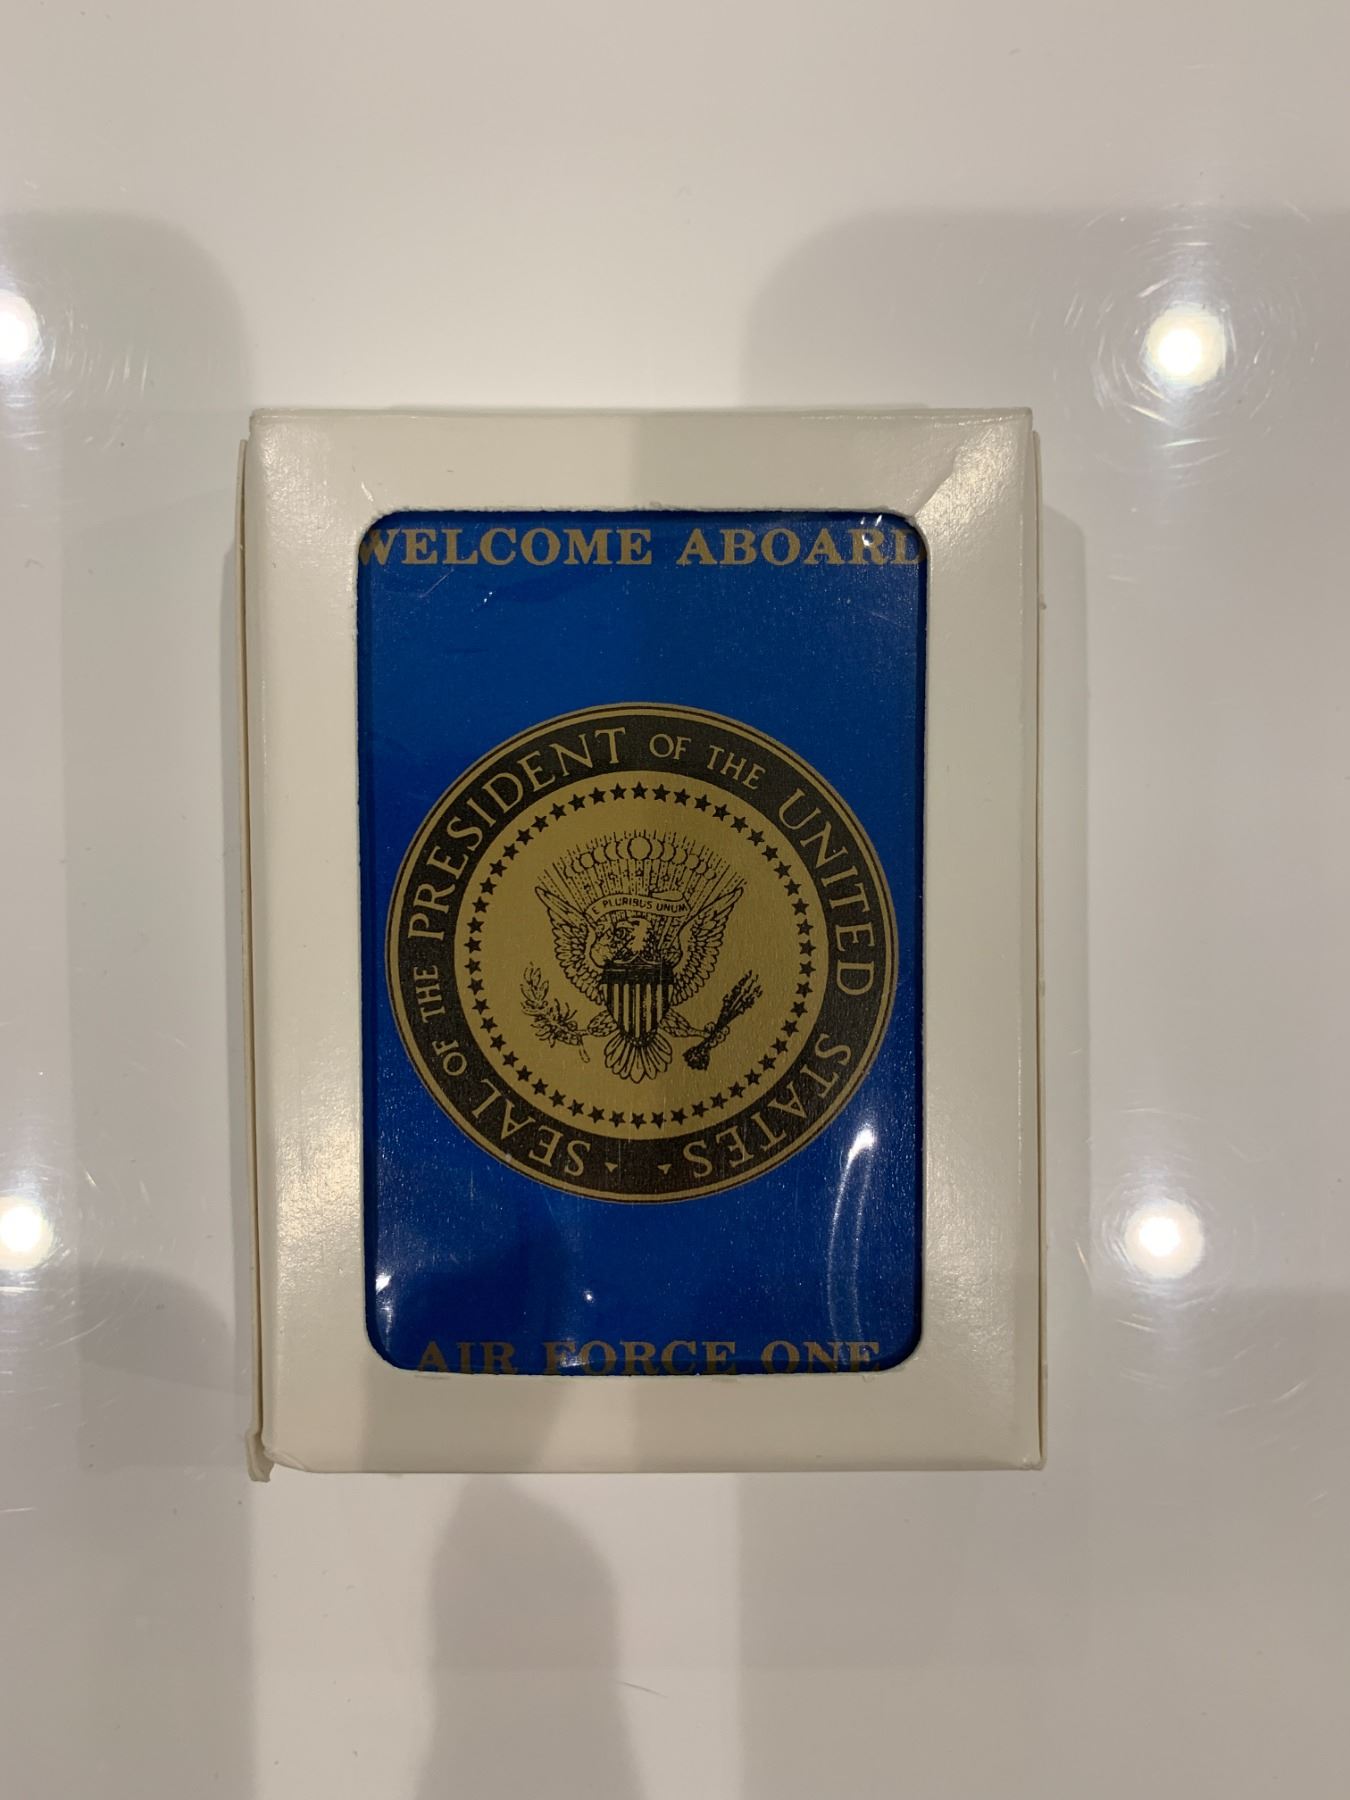 WELCOME ABOARD
SEAL OF THE PRESIDENT OF THE UNITED STATES
E PLURIBUS UNUM
AIR FORCE ONE